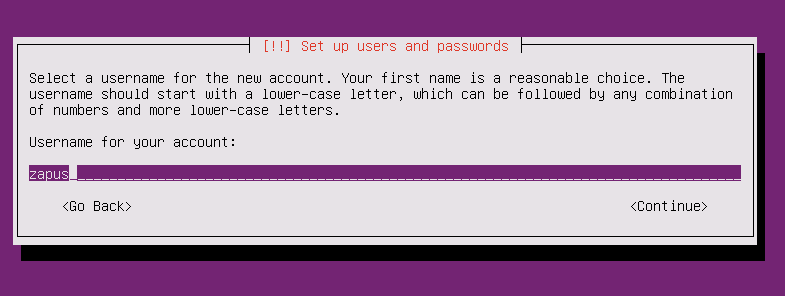 [!!] Set up users and passwords
Select a username for the new account. Your first name is a reasonable choice. The
username should start with a lower-case letter, which can be followed by any combination
of numbers and more lower-case letters.
Username for your account:
zapus
<Go Back> <Continue>